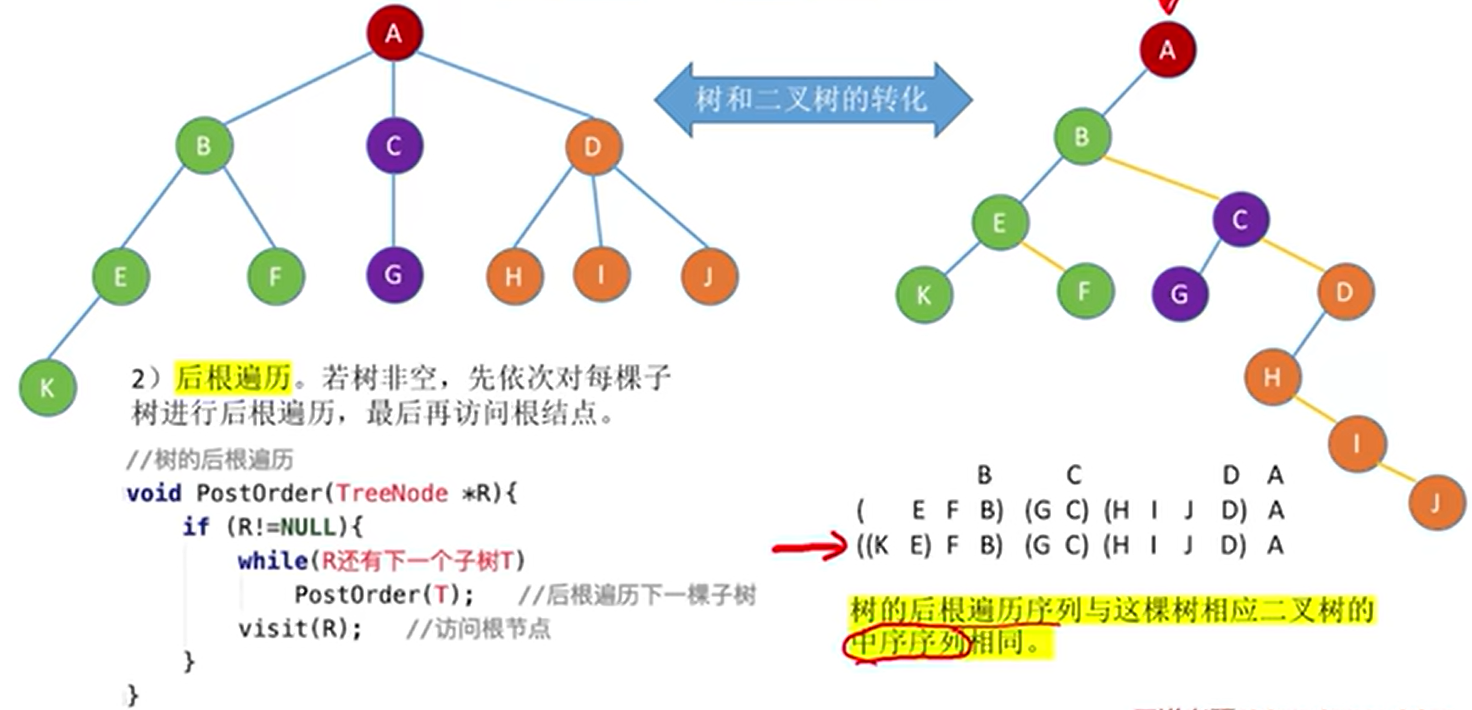 A
A
树和二叉树的转化
B
C
D
B
E
C
E
F
G
H
I
J
K
F
G
D
K
H
2）后根遍历。若树非空，先依次对每棵子
树进行后根遍历，最后再访问根结点。
I
J
//树的后根遍历
void PostOrder(TreeNode *R){
if (R!=NULL){
while(R还有下一个子树T)
PostOrder(T); //后根遍历下一棵子树
visit(R); //访问根节点
}
}
B C D A
( E F B) (G C) (H I J D) A
((K E) F B) (G C) (H I J D) A
树的后根遍历序列与这棵树相应二叉树的
中序序列相同。